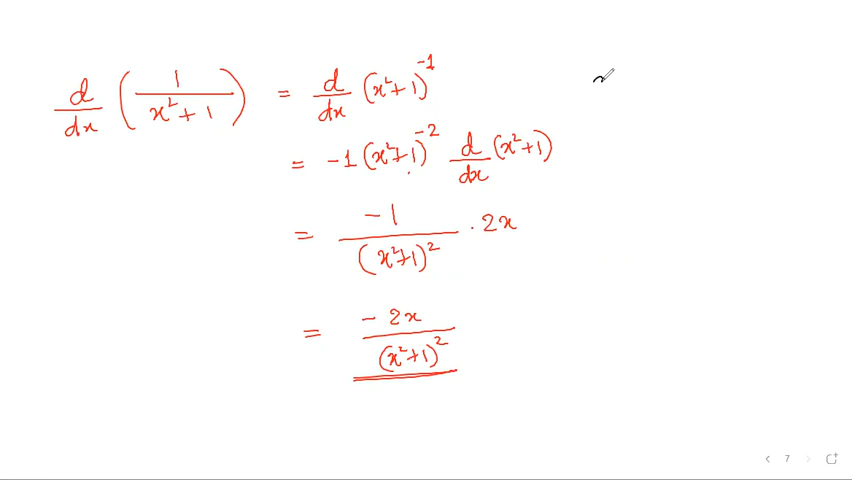 d/dx (1/(x²+1)) = d/dx (x²+1)⁻¹
= -1(x²+1)⁻² d/dx (x²+1)
= -1/(x²+1)² · 2x
= -2x/(x²+1)²
7